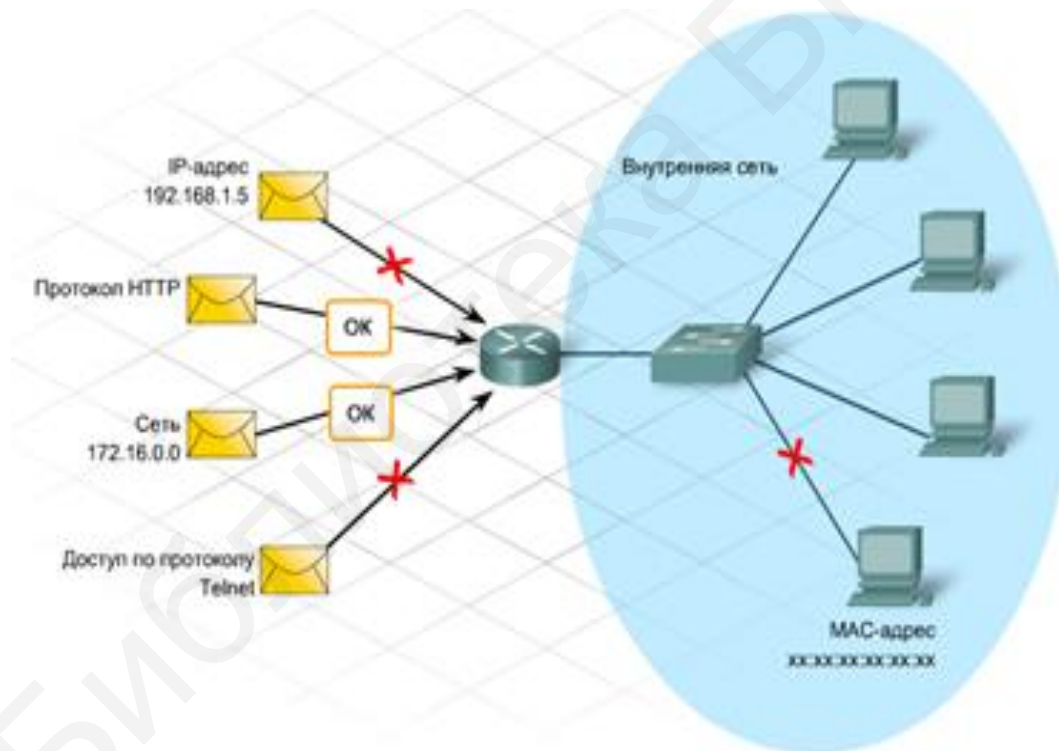 IP-адрес
192.168.1.5
Внутренняя сеть
Протокол HTTP
OK
OK
Сеть
172.16.0.0
Доступ по протоколу
Telnet
MAC-адрес
xx.xx.xx.xx.xx.xx
Библиотека